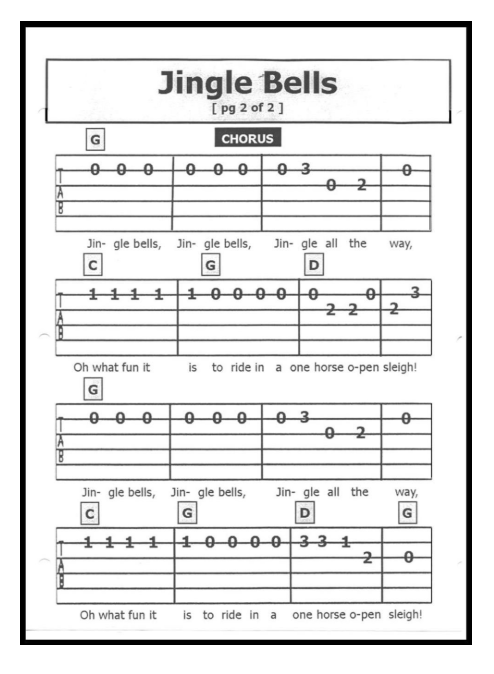 Jingle Bells
[ pg 2 of 2 ]
G CHORUS
T A B
0 0 0 0 0 0 0 3 0 2 0
Jin- gle bells, Jin- gle bells, Jin- gle all the way,
C G D
T A B
1 1 1 1 1 0 0 0 0 0 2 2 0 2 3
Oh what fun it is to ride in a one horse o-pen sleigh!
G
T A B
0 0 0 0 0 0 0 3 0 2 0
Jin- gle bells, Jin- gle bells, Jin- gle all the way,
C G D G
T A B
1 1 1 1 1 0 0 0 0 3 3 1 2 0
Oh what fun it is to ride in a one horse o-pen sleigh!